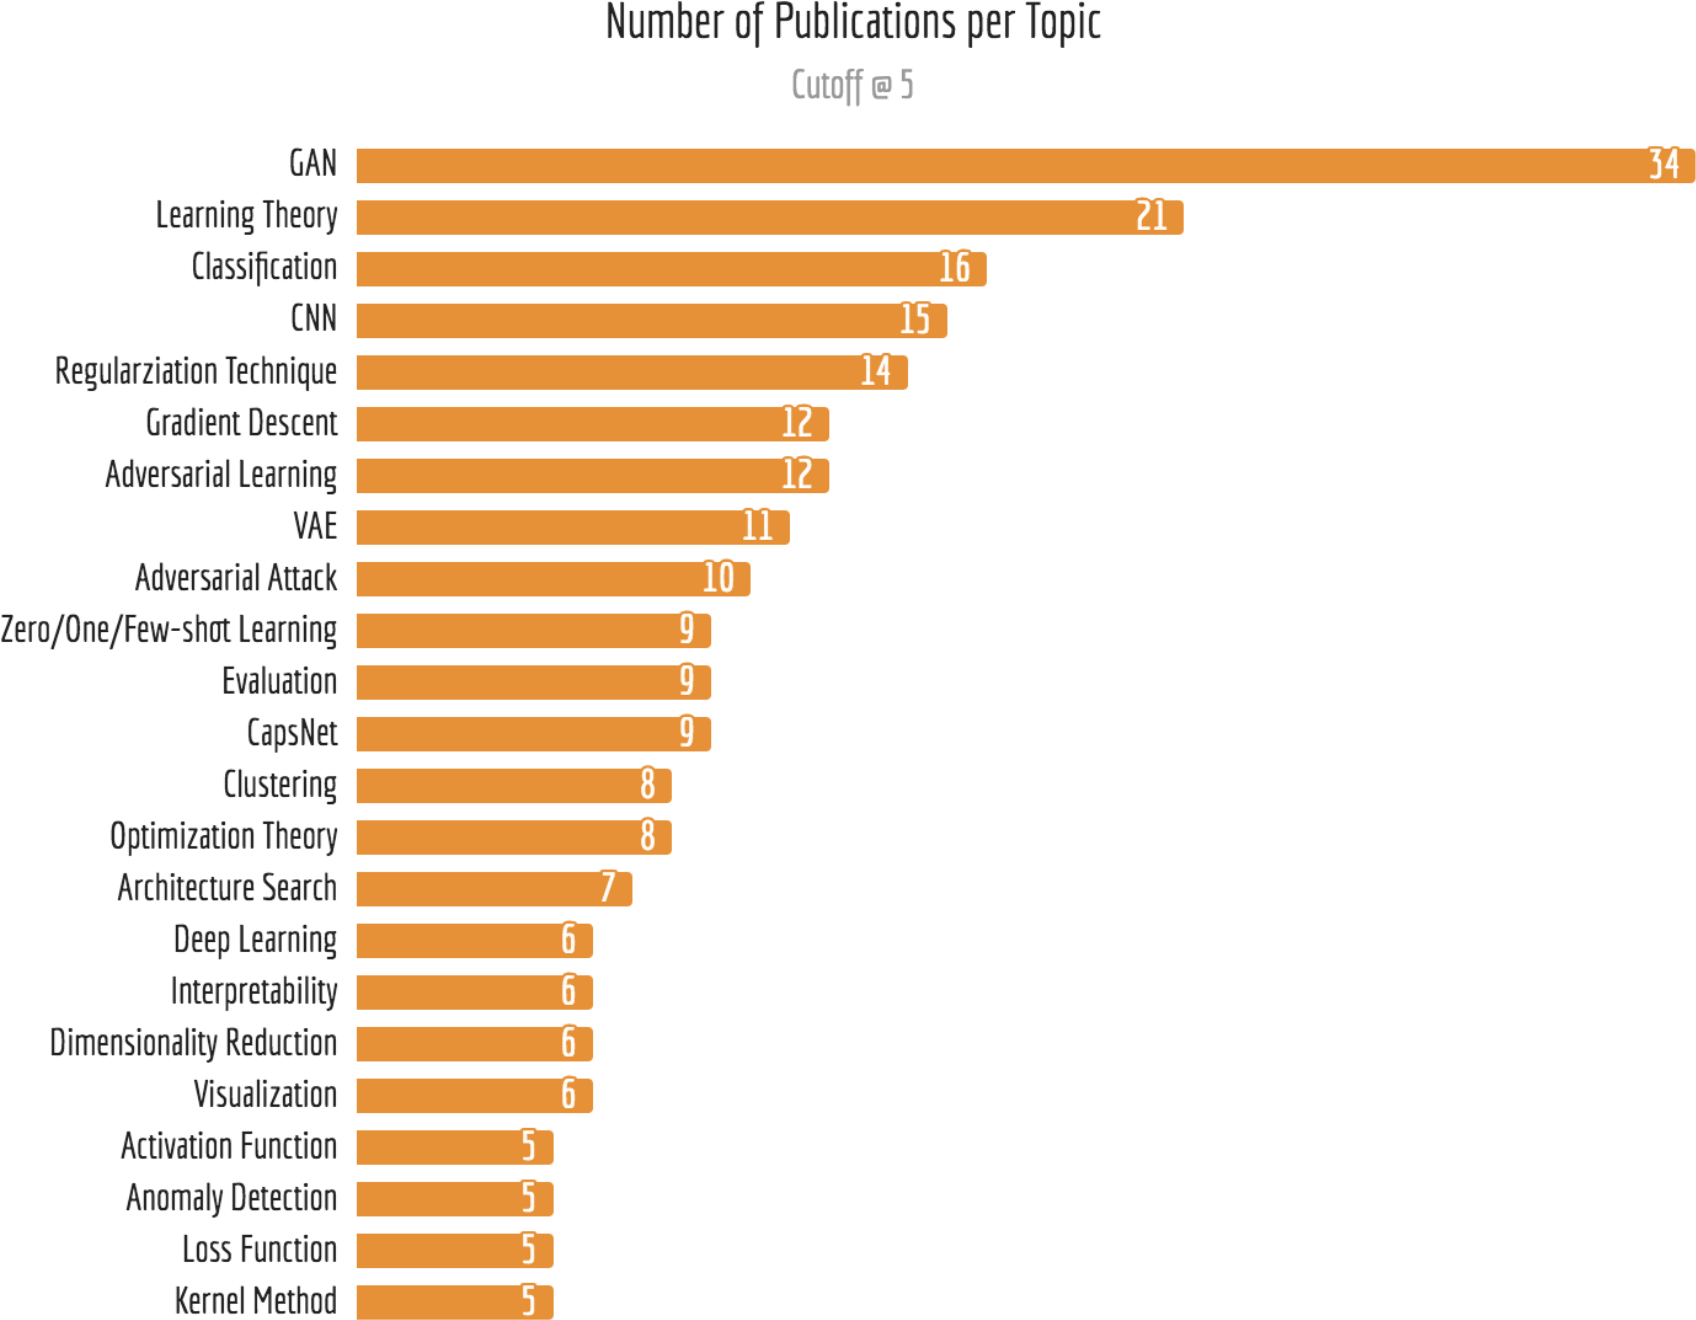 Number of Publications per Topic
Cutoff @ 5
GAN 34
Learning Theory 21
Classification 16
CNN 15
Regularziation Technique 14
Gradient Descent 12
Adversarial Learning 12
VAE 11
Adversarial Attack 10
Zero/One/Few-shot Learning 9
Evaluation 9
CapsNet 9
Clustering 8
Optimization Theory 8
Architecture Search 7
Deep Learning 6
Interpretability 6
Dimensionality Reduction 6
Visualization 6
Activation Function 5
Anomaly Detection 5
Loss Function 5
Kernel Method 5